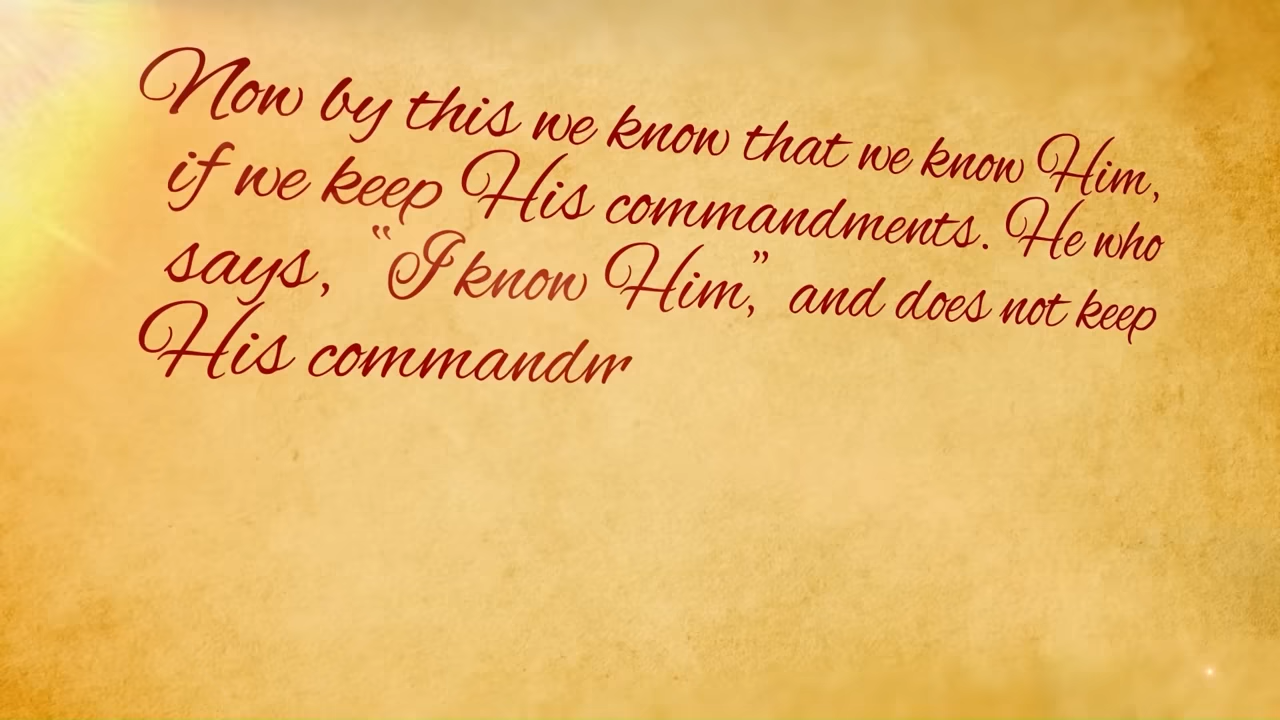 Now by this we know that we know Him,
if we keep His commandments. He who
says, “I know Him,” and does not keep
His commandm